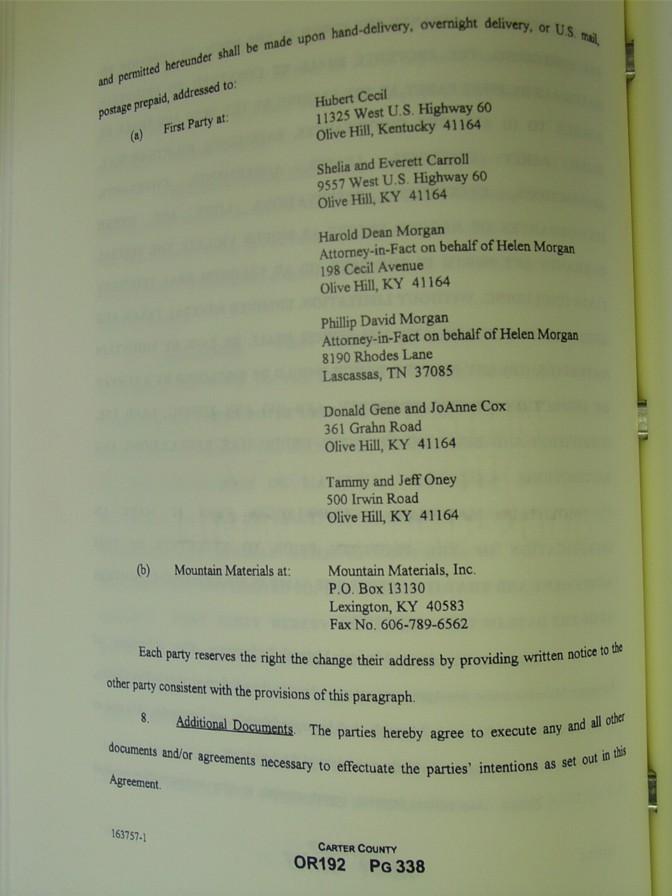 and permitted hereunder shall be made upon hand-delivery, overnight delivery, or U.S. mail,
postage prepaid, addressed to:
(a) First Party at:
Hubert Cecil
11325 West U.S. Highway 60
Olive Hill, Kentucky 41164
Shelia and Everett Carroll
9557 West U.S. Highway 60
Olive Hill, KY 41164
Harold Dean Morgan
Attorney-in-Fact on behalf of Helen Morgan
198 Cecil Avenue
Olive Hill, KY 41164
Phillip David Morgan
Attorney-in-Fact on behalf of Helen Morgan
8190 Rhodes Lane
Lascassas, TN 37085
Donald Gene and JoAnne Cox
361 Grahn Road
Olive Hill, KY 41164
Tammy and Jeff Oney
500 Irwin Road
Olive Hill, KY 41164
(b) Mountain Materials at: Mountain Materials, Inc.
P.O. Box 13130
Lexington, KY 40583
Fax No. 606-789-6562
Each party reserves the right the change their address by providing written notice to the
other party consistent with the provisions of this paragraph.
8. Additional Documents. The parties hereby agree to execute any and all other
documents and/or agreements necessary to effectuate the parties' intentions as set out in this
Agreement.
163757-1
CARTER COUNTY
OR192 PG 338